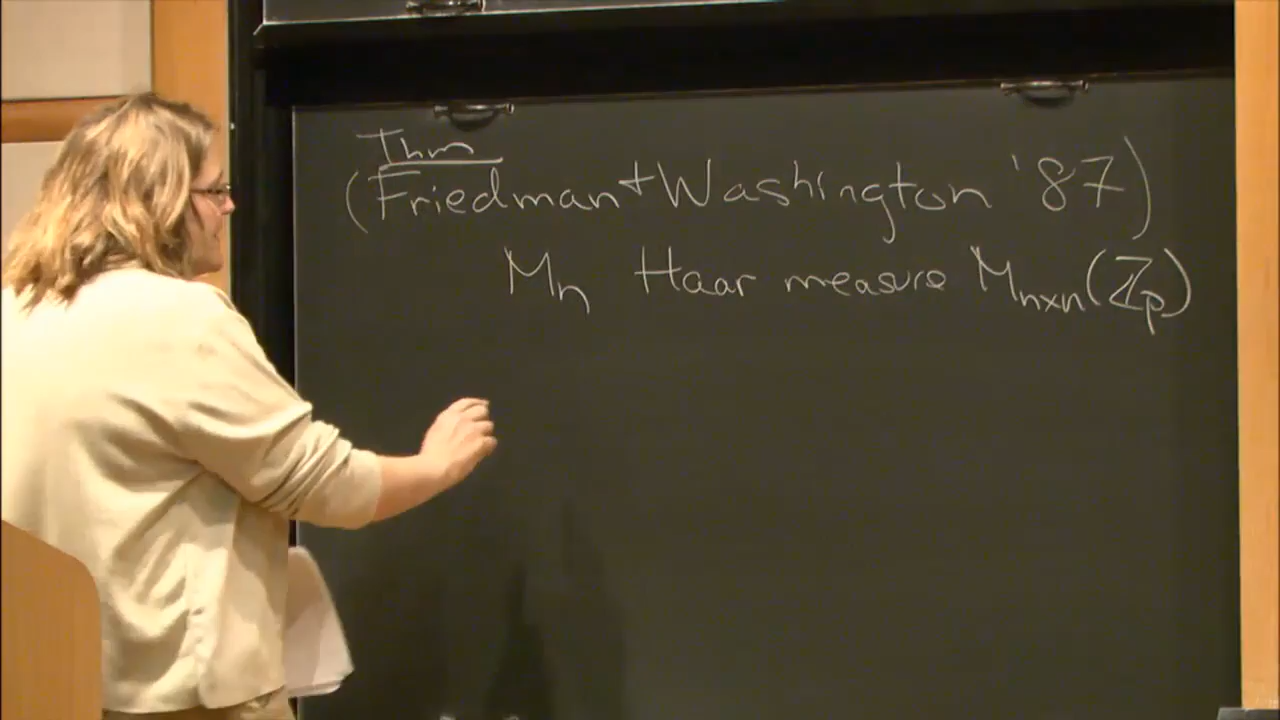 Thm
(Friedman + Washington '87)
Mn Haar measure Mnxn(ℤp)